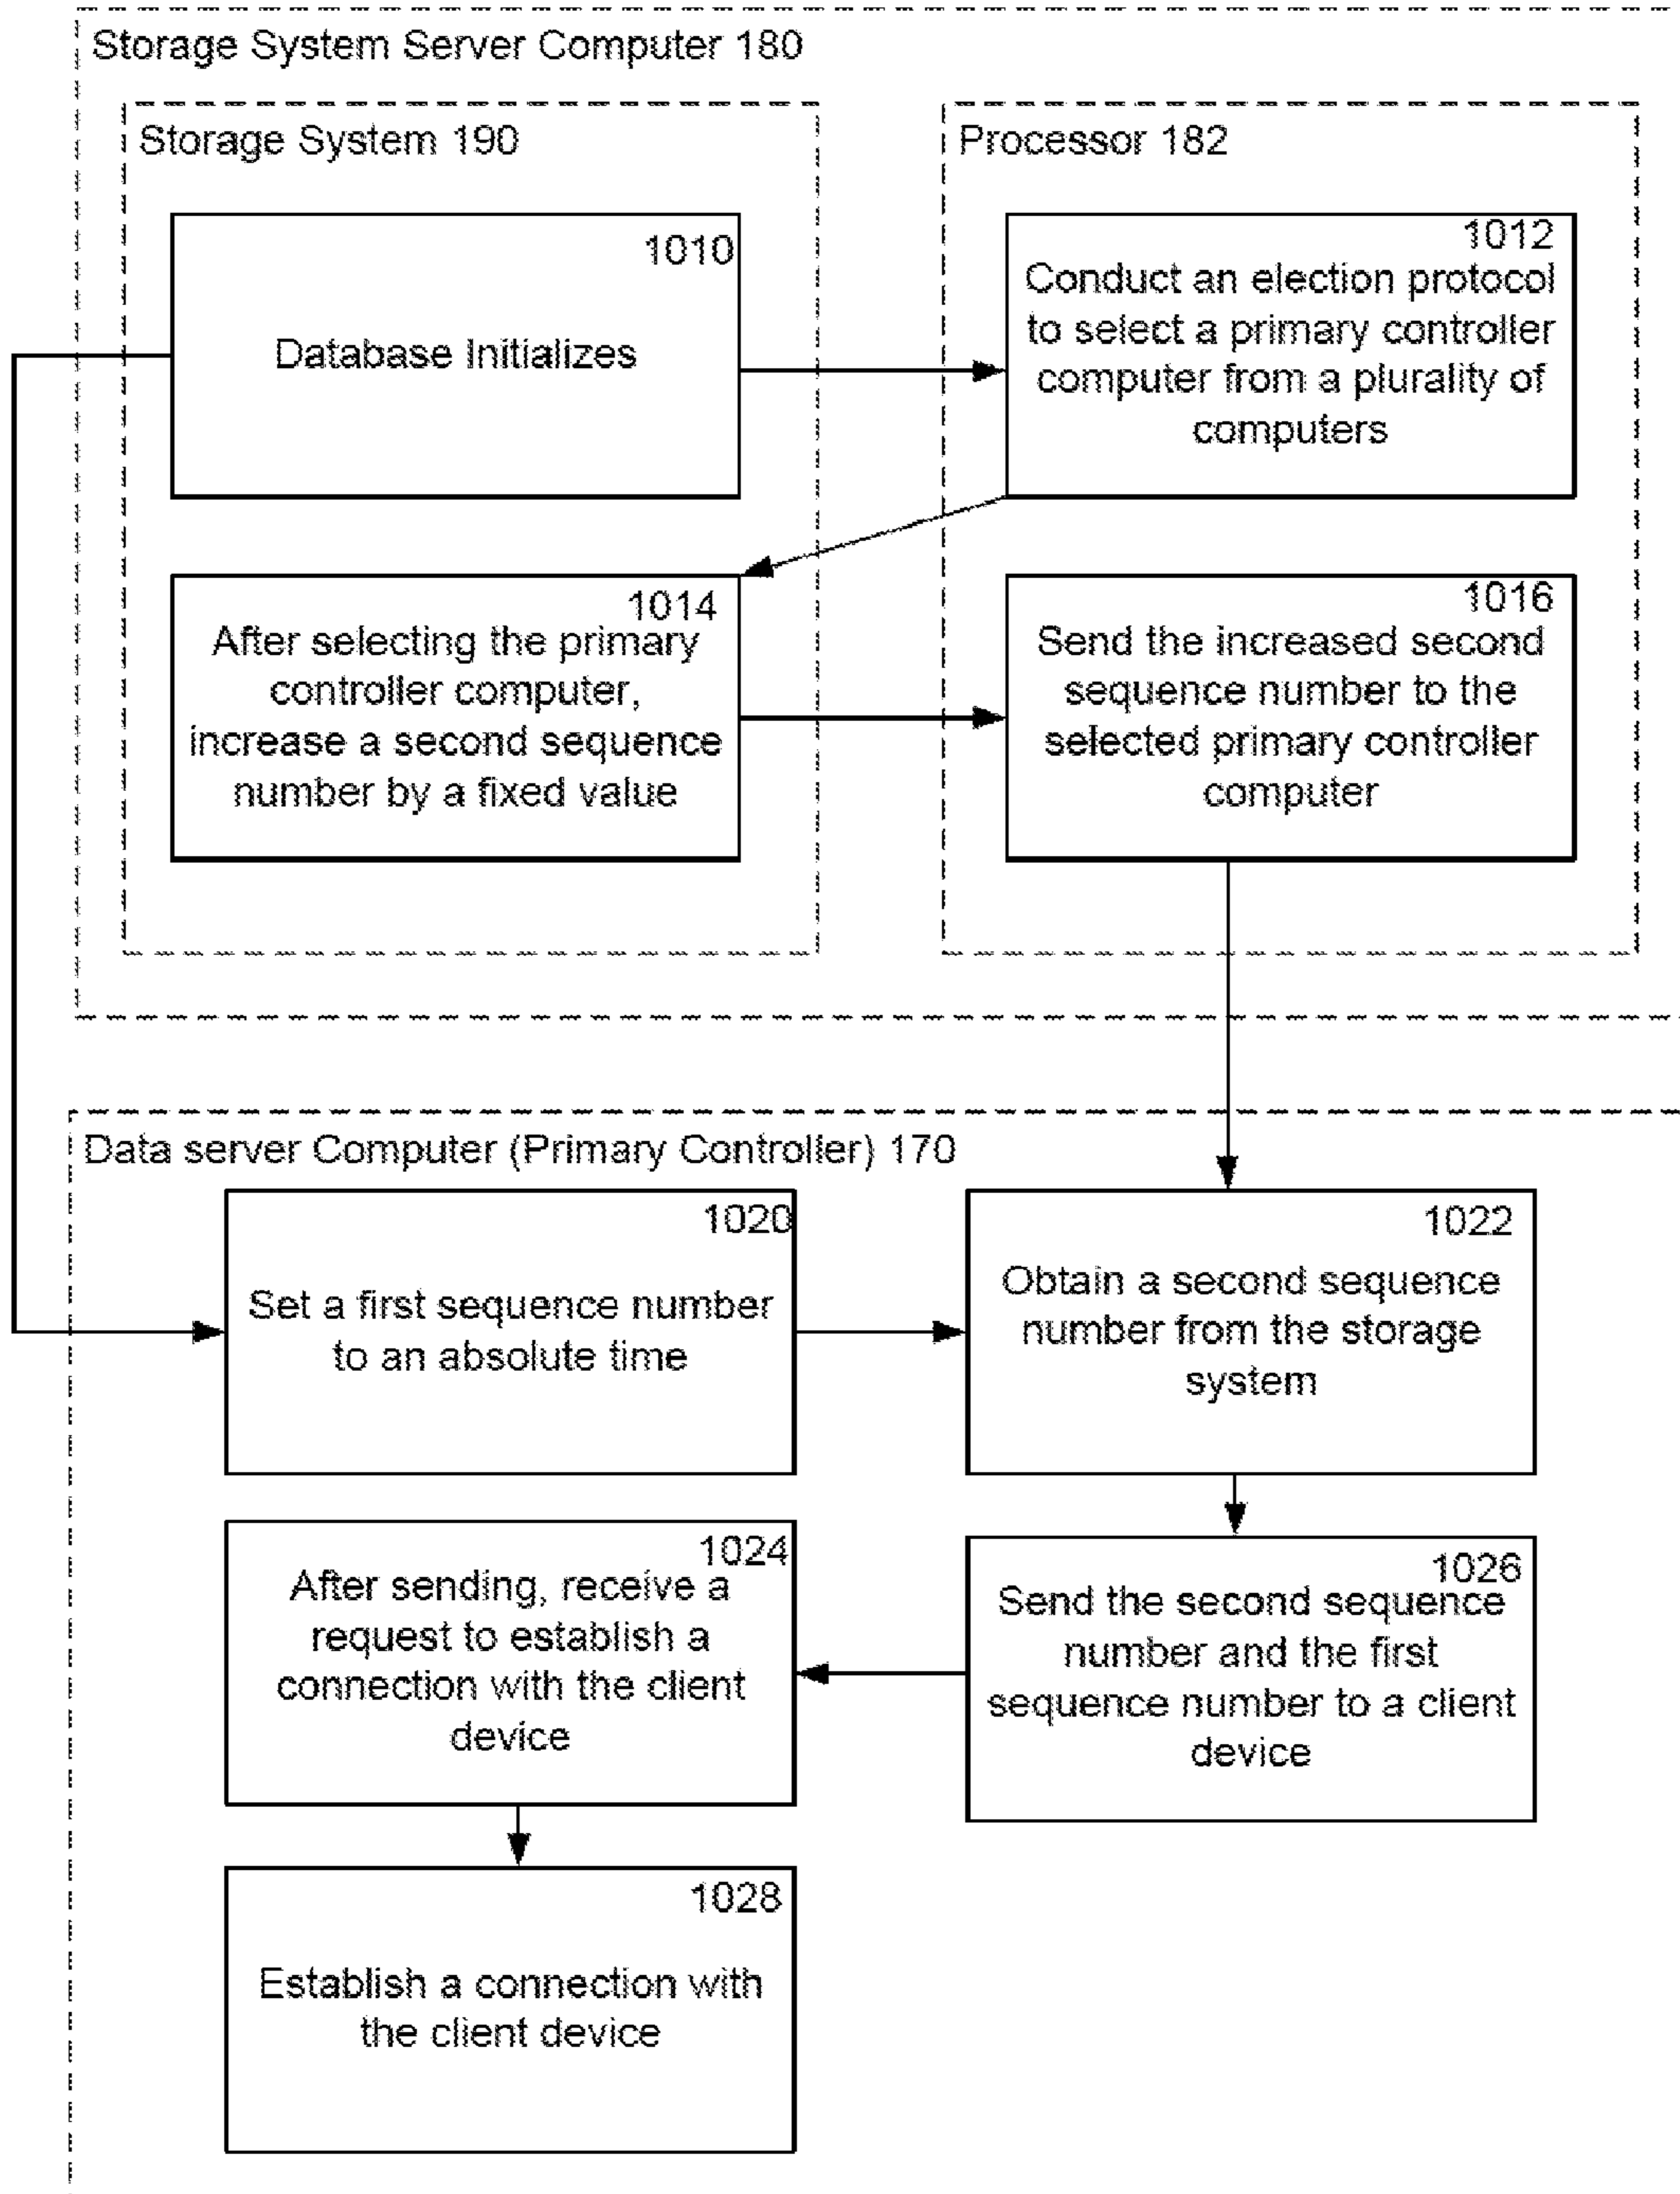 Storage System Server Computer 180
Storage System 190
1010
Database Initializes
Processor 182
1012
Conduct an election protocol
to select a primary controller
computer from a plurality of
computers
1014
After selecting the primary
controller computer,
increase a second sequence
number by a fixed value
1016
Send the increased second
sequence number to the
selected primary controller
computer
Data server Computer (Primary Controller) 170
1020
Set a first sequence number
to an absolute time
1022
Obtain a second sequence
number from the storage
system
1024
After sending, receive a
request to establish a
connection with the client
device
1026
Send the second sequence
number and the first
sequence number to a client
device
1028
Establish a connection with
the client device